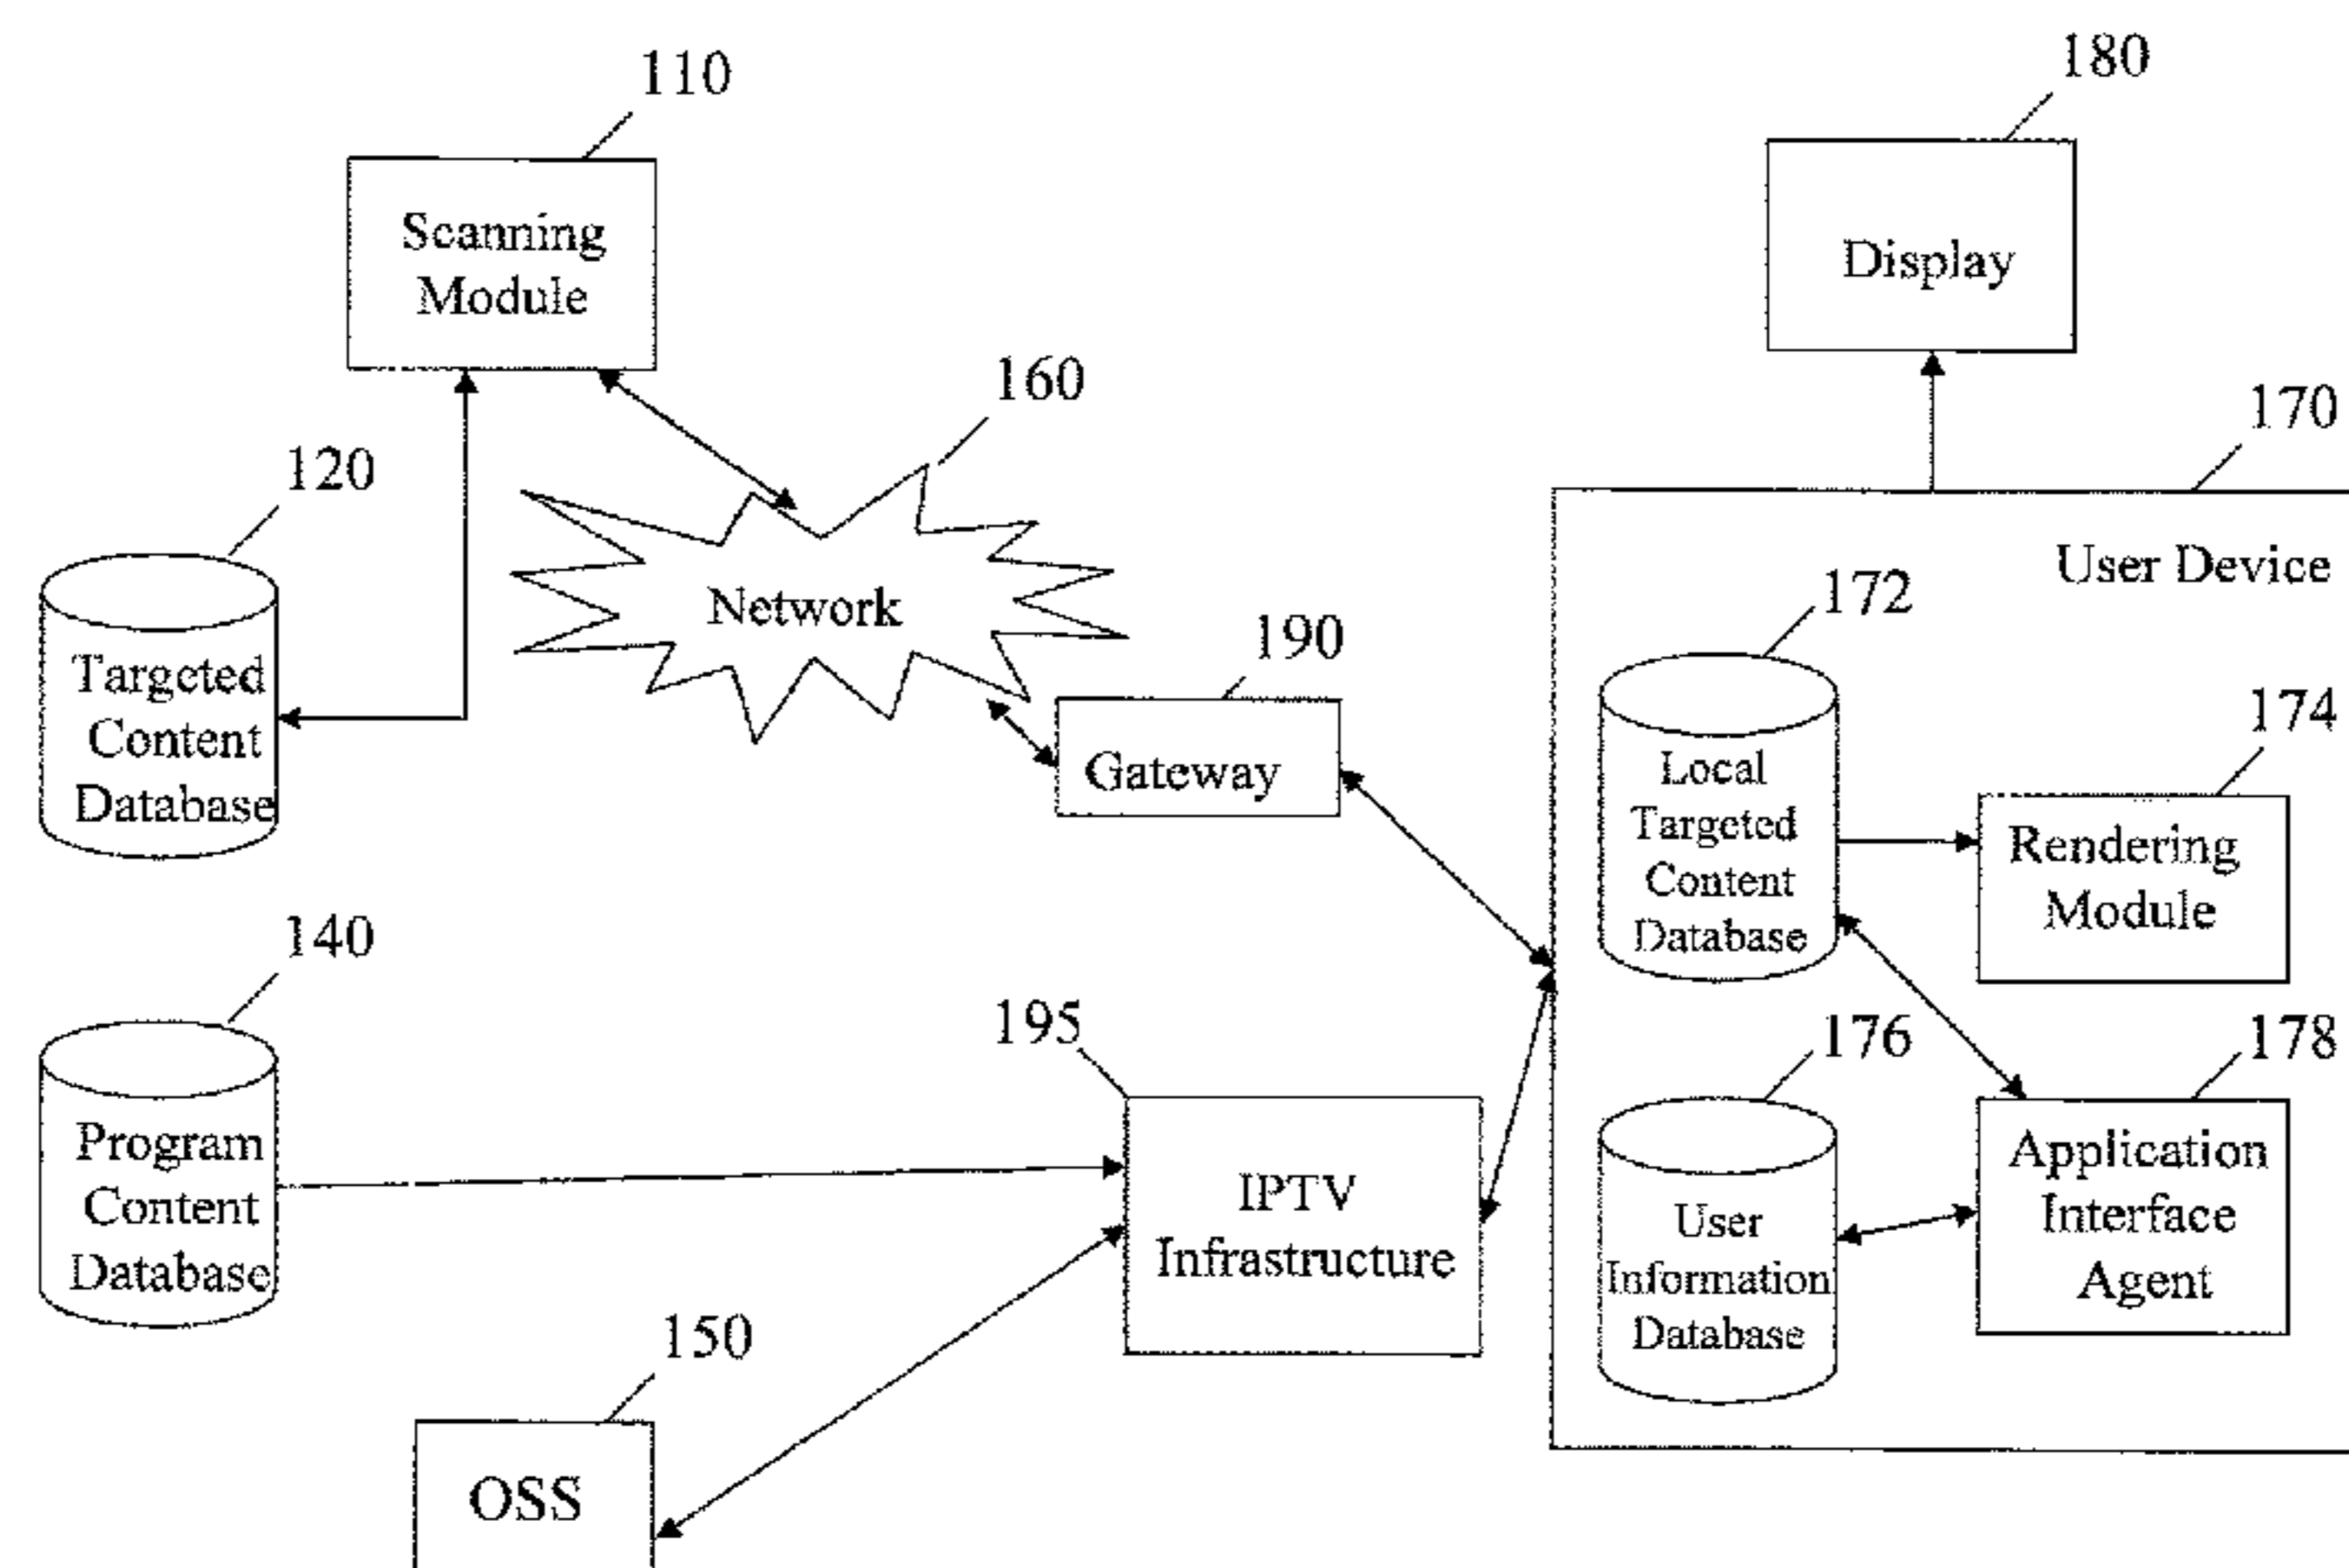 110
Scanning
Module
180
Display
160
Network
170
User Device
120
Targeted
Content
Database
190
Gateway
172
Local
Targeted
Content
Database
174
Rendering
Module
140
Program
Content
Database
195
IPTV
Infrastructure
176
User
Information
Database
178
Application
Interface
Agent
150
OSS